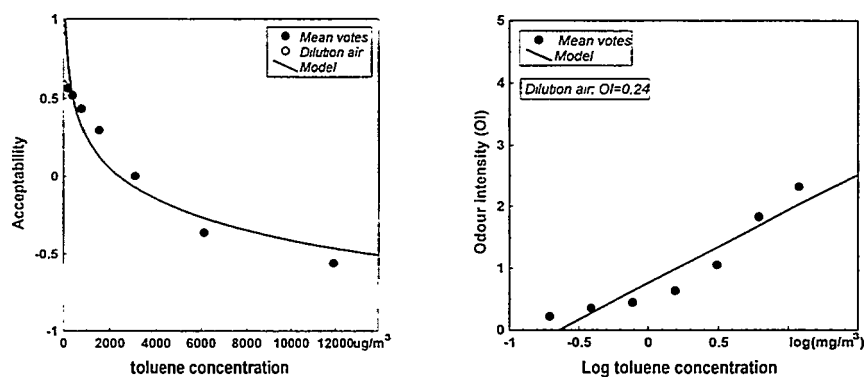 Mean votes
Dilution air
Model
1
0.5
0
-0.5
-1
Acceptability
0 2000 4000 6000 8000 10000 12000 ug/m³
toluene concentration
Mean votes
Model
Dilution air: OI=0.24
5
4
3
2
1
0
Odour intensity (OI)
-1 -0.5 0 0.5 log(mg/m³)
Log toluene concentration